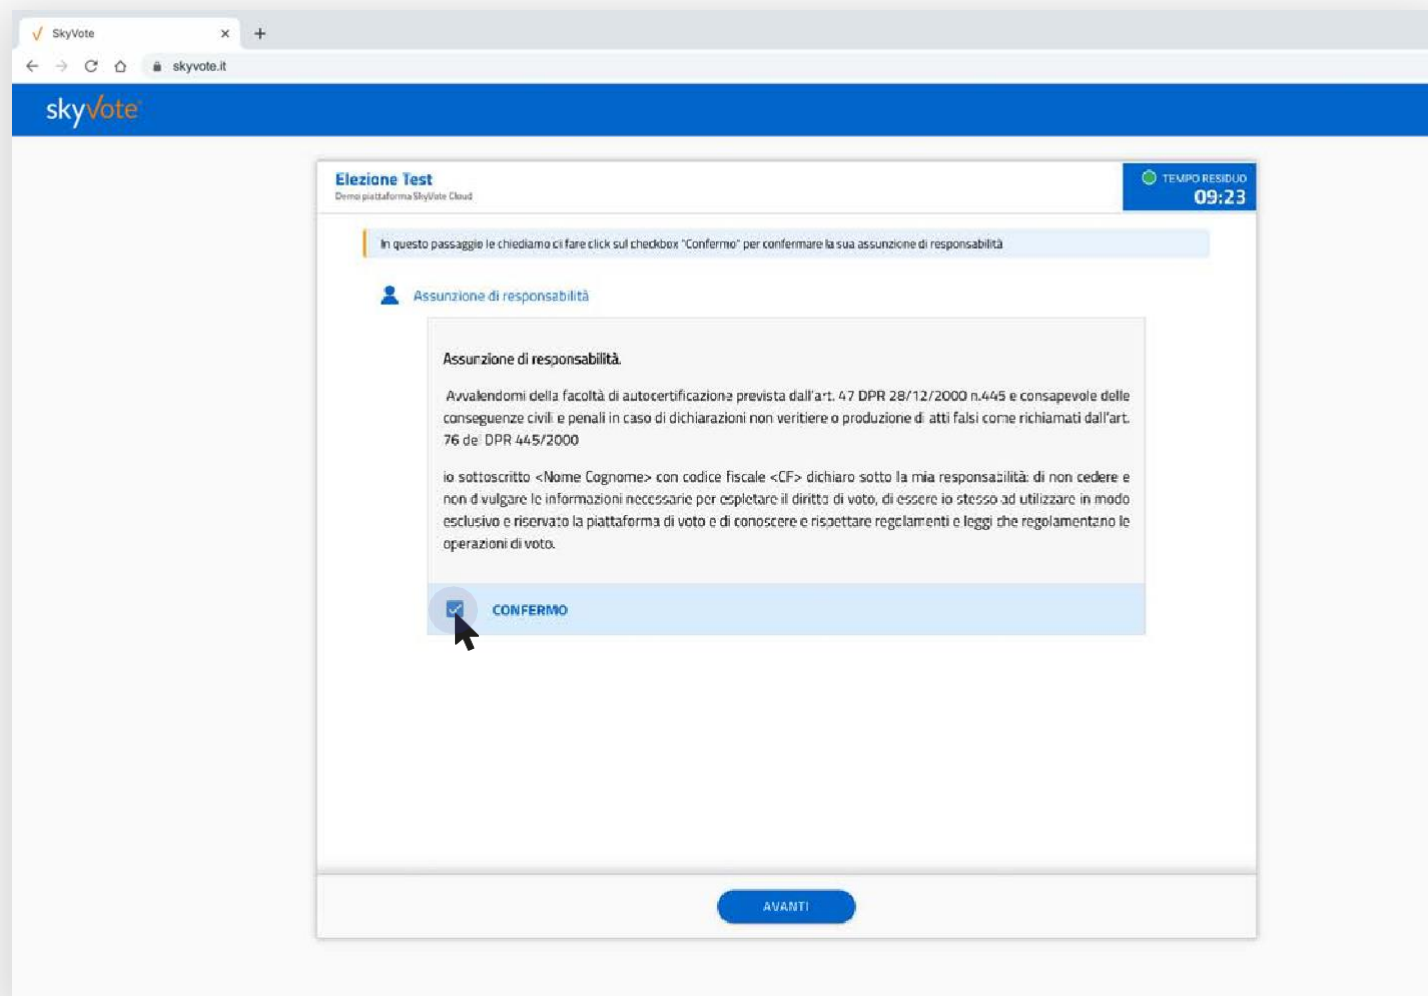 SkyVote
skyvote.it
skyvote
Elezione Test
Demo piattaforma SkyVote Cloud
TEMPO RESIDUO
09:23
In questo passaggio le chiediamo di fare click sul checkbox "Confermo" per confermare la sua assunzione di responsabilità
Assunzione di responsabilità
Assunzione di responsabilità.
Avvalendomi della facoltà di autocertificazione prevista dall'art. 47 DPR 28/12/2000 n.445 e consapevole delle
conseguenze civili e penali in caso di dichiarazioni non veritiere o produzione di atti falsi come richiamati dall'art.
76 del DPR 445/2000
io sottoscritto <Nome Cognome> con codice fiscale <CF> dichiaro sotto la mia responsabilità: di non cedere e
non divulgare le informazioni necessarie per espletare il diritto di voto, di essere io stesso ad utilizzare in modo
esclusivo e riservato la piattaforma di voto e di conoscere e rispettare regolamenti e leggi che regolamentano le
operazioni di voto.
CONFERMO
AVANTI